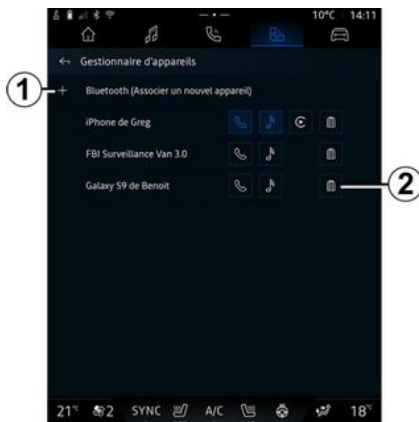 10°C 14:11
Gestionnaire d'appareils
1
Bluetooth (Associer un nouvel appareil)
iPhone de Greg
FBI Surveillance Van 3.0
Galaxy S9 de Benoit
2
21°C 2 SYNC A/C 18°C